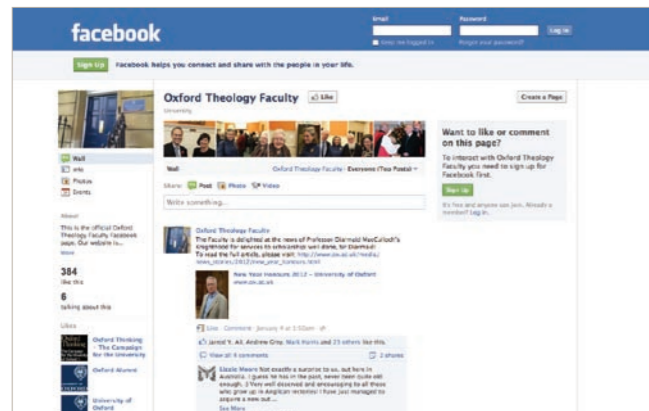 facebook
Email
Password
Keep me logged in
Forgot your password?
Log In
Sign Up
Facebook helps you connect and share with the people in your life.
Oxford Theology Faculty
Like
University
Create a Page
Wall
Info
Photos
Events
About
This is the official Oxford
Theology Faculty Facebook
page. Our website is...
More
384
like this
6
talking about this
Likes
Oxford Thinking
- The Campaign
for the University
Oxford Alumni
University of
Oxford
Wall
Oxford Theology Faculty · Everyone (Top Posts)
Share:
Post
Photo
Video
Write something...
Oxford Theology Faculty
The Faculty is delighted at the news of Professor Diarmaid MacCulloch's
knighthood for services to scholarship well done, Sir Diarmaid!
To read the full article, please visit: http://www.ox.ac.uk/media/
news_stories/2012/new_year_honours.html
New Year Honours 2012 - University of Oxford
www.ox.ac.uk
Like · Comment · January 4 at 1:52am
Jarred Y. Ali, Andrew Grey, Mark Harris and 23 others like this.
View all 4 comments
2 shares
Mears Not exactly a surprise to us, out here in
Australia. I guess he has in the past, never been quite old
enough. :) Very well deserved and encouraging to all those
who grow up in Anglican rectories! I have just managed to
acquire a new out ...
See More
Want to like or comment
on this page?
To interact with Oxford Theology
Faculty you need to sign up for
Facebook first.
Sign Up
It's free and anyone can join. Already a
member? Log in.